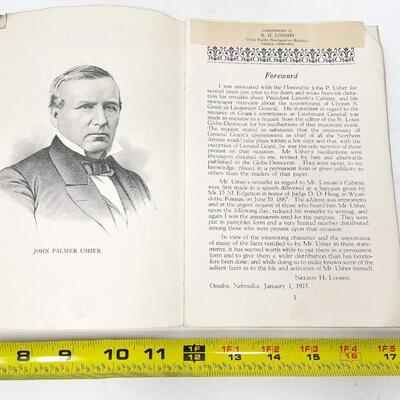 Compliments of
N. H. LOOMIS
Union Pacific Headquarters Building
OMAHA, NEBRASKA
JOHN PALMER USHER
Foreword
I was associated with the Honorable John P. Usher for
several years just prior to his death and wrote from his dicta-
tion his remarks about President Lincoln's Cabinet, and his
newspaper interview about the appointment of Ulysses S.
Grant as Lieutenant General. His statement in regard to the
issuance of Grant's commission as Lieutenant General was
made in response to a request from the editor of the St. Louis
Globe-Democrat for his recollections of this important event.
The request stated in substance that the anniversary of
General Grant's appointment as chief of all the Northern
Armies would take place within a few days and that, with the
exception of General Grant, he was the only survivor of those
present on that occasion. Mr. Usher's recollections were
thereupon dictated to me, revised by him and afterwards
published in the Globe-Democrat. They were, to my
knowledge, placed in a permanent form or given publicity to
others than the readers of that paper.
Mr. Usher's remarks in regard to Mr. Lincoln's Cabinet
were first made in a speech delivered at a banquet given by
Mr. D. M. Edgerton in honor of Judge D. O. Hoag, in Wyan-
dotte, Kansas, on June 20, 1887. The address was impromptu
and at the urgent request of those who heard him Mr. Usher
upon the following day, reduced his remarks to writing, and
again I was the amanuensis used for the purpose. They were
put in pamphlet form and a very limited number distributed
among those who were present upon that occasion.
In view of the interesting character and the importance
of many of the facts testified to by Mr. Usher in these state-
ments, it has seemed worth while to put them in a permanent
form and to give them a wider distribution than has hereto-
fore been done; and while doing so to make known some of the
salient facts as to the life and activities of Mr. Usher himself.
NELSON H. LOOMIS.
Omaha, Nebraska, January 1, 1925.
3
8 9 10 11 1F 12 13 14 15 16 17
1F